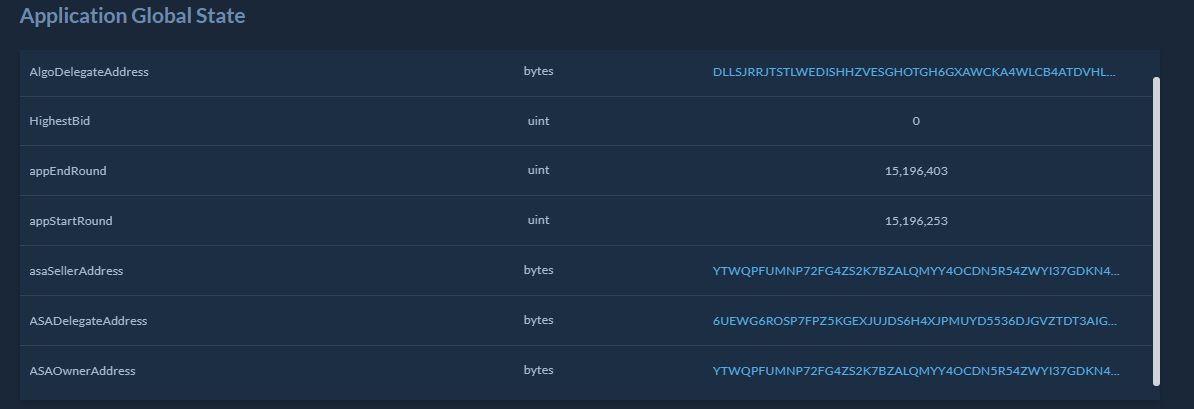 Application Global State
AlgoDelegateAddress bytes DLLSJRRJTSTLWEDISHHZVESGHOTGH6GXAWCKA4WLCB4ATDVHL...
HighestBid uint 0
appEndRound uint 15,196,403
appStartRound uint 15,196,253
asaSellerAddress bytes YTWQPFUMNP72FG4ZS2K7BZALQMYY4OCDN5R54ZWYI37GDKN4...
ASADelegateAddress bytes 6UEWG6ROSP7FPZ5KGEXJUJDS6H4XJPMUYD5536DJGVZTDT3AIG...
ASAOwnerAddress bytes YTWQPFUMNP72FG4ZS2K7BZALQMYY4OCDN5R54ZWYI37GDKN4...